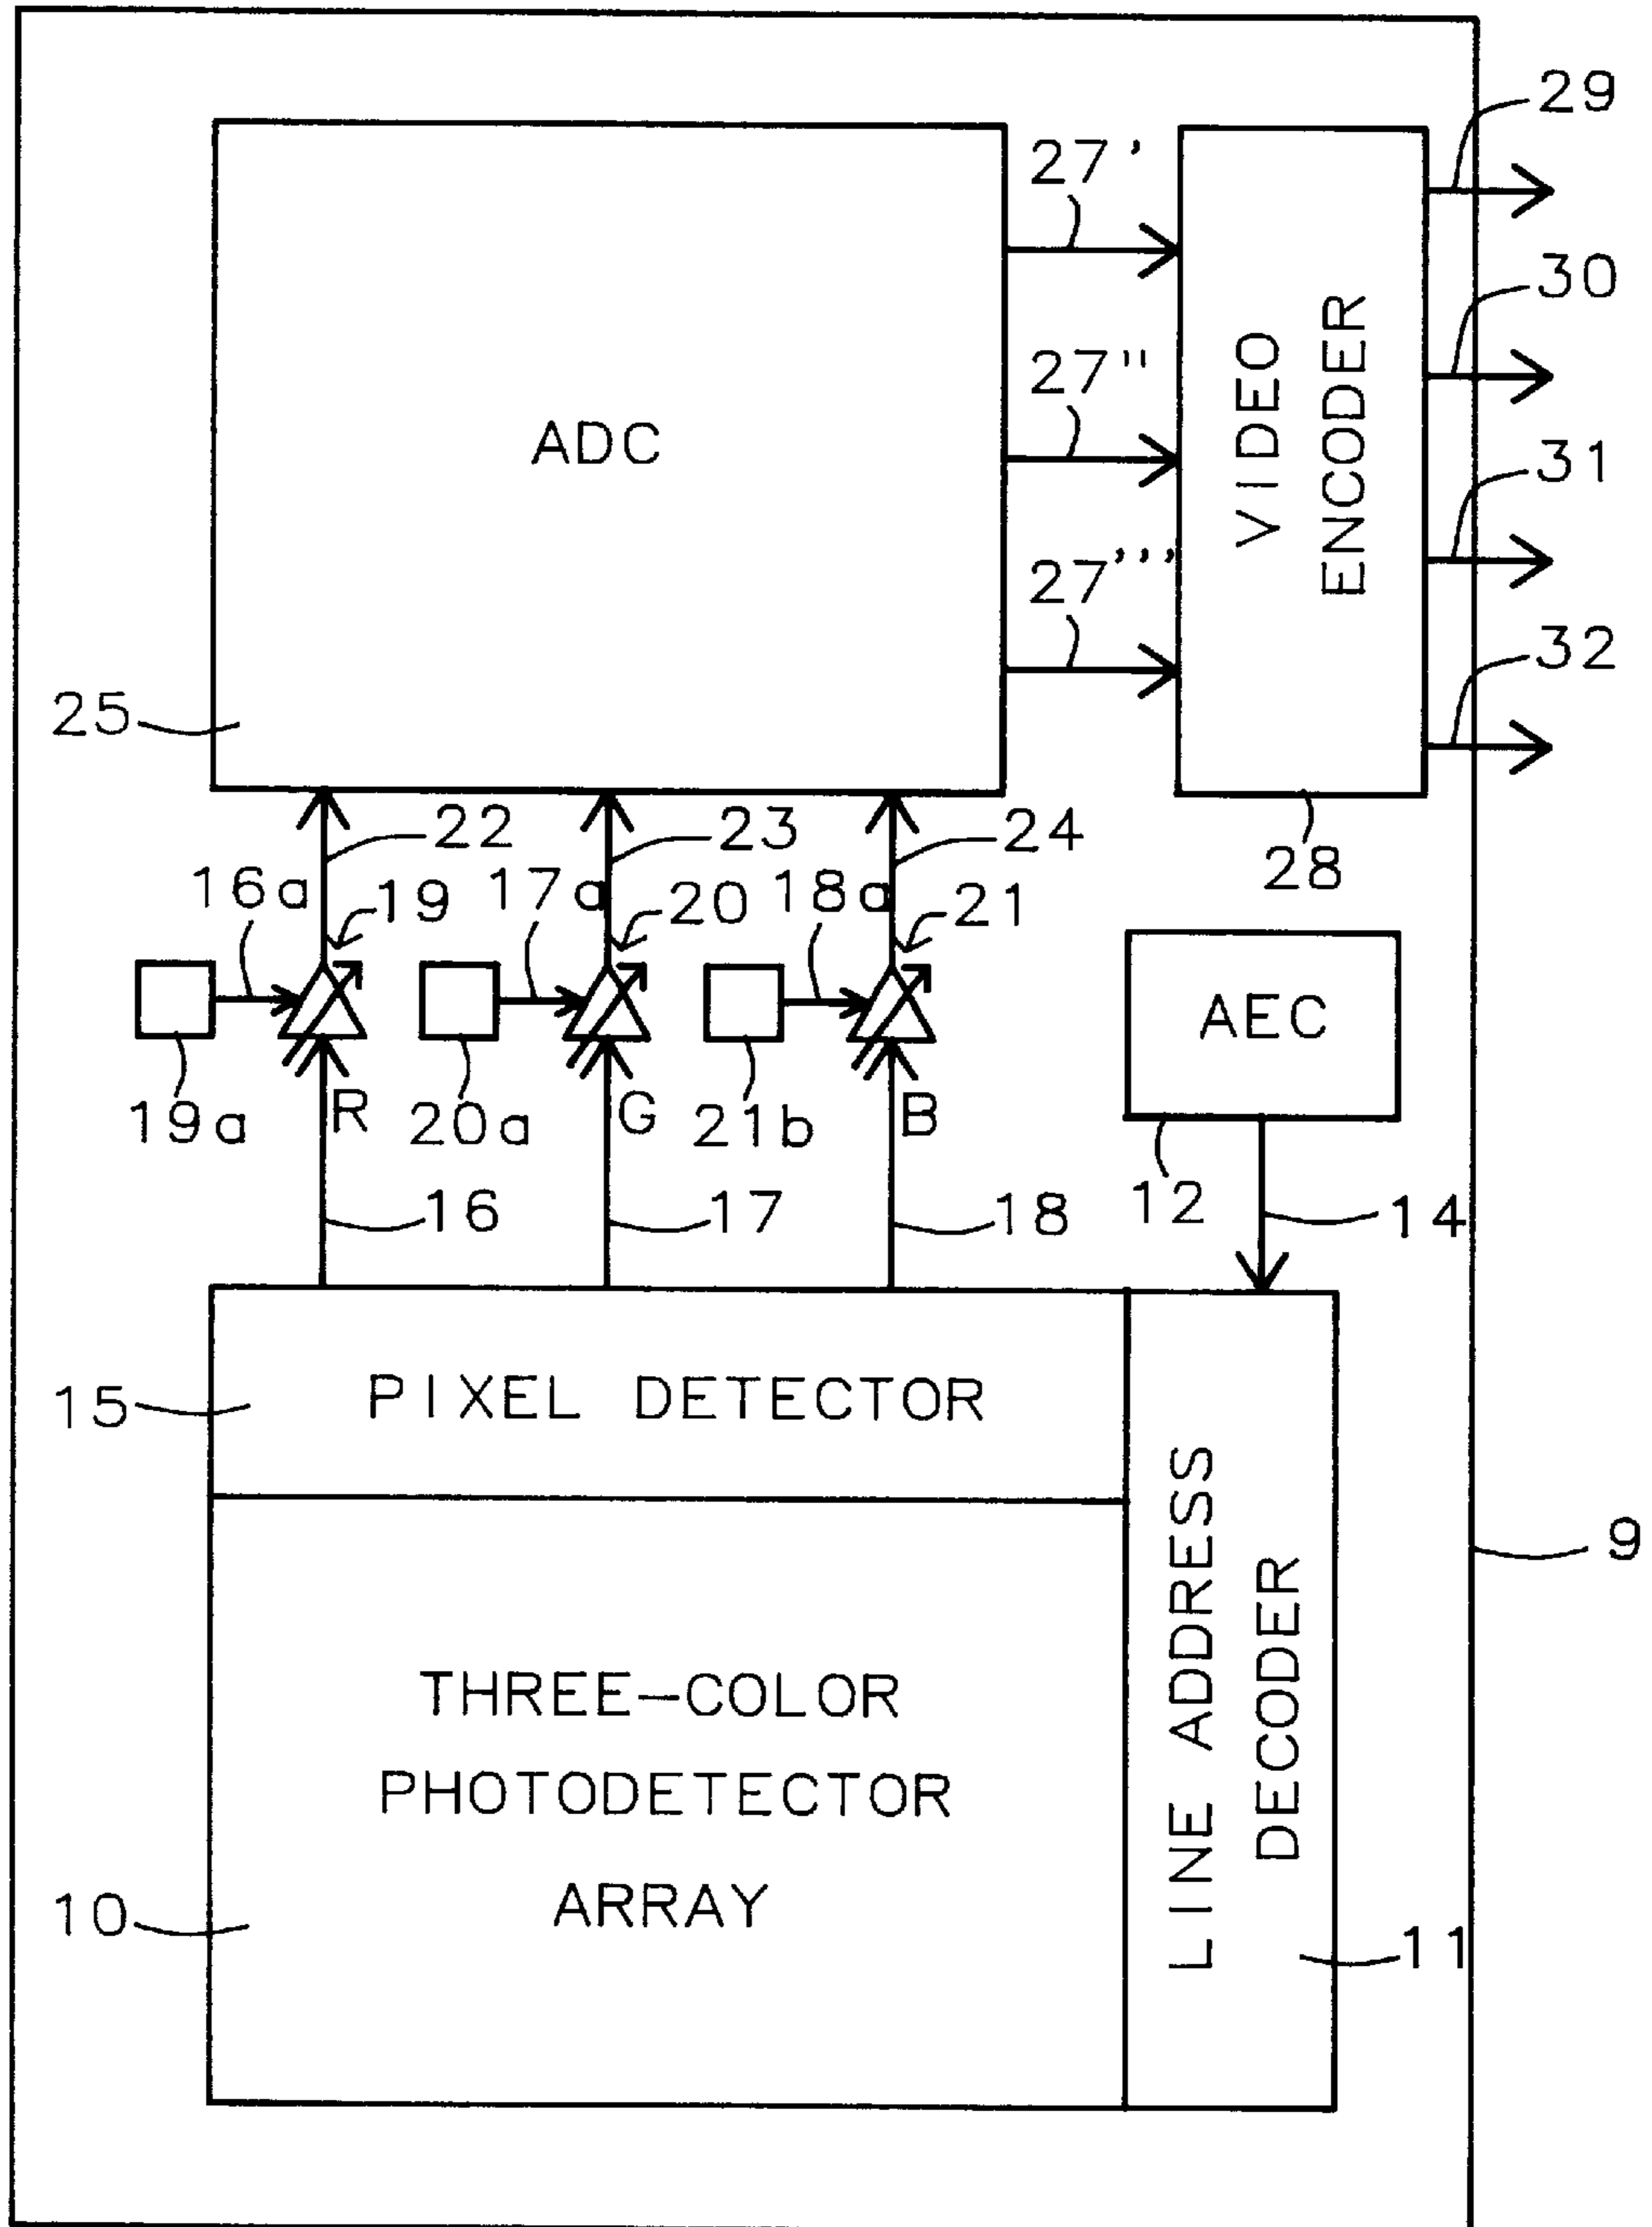 29
27'
30
27"
ADC
VIDEO
ENCODER
31
27'''
32
25
22
23
24
28
16a
19
17a
20
18a
21
AEC
19a
R
20a
G
21b
B
12
14
16
17
18
15
PIXEL DETECTOR
9
LINE ADDRESS
DECODER
THREE-COLOR
PHOTODETECTOR
ARRAY
10
11